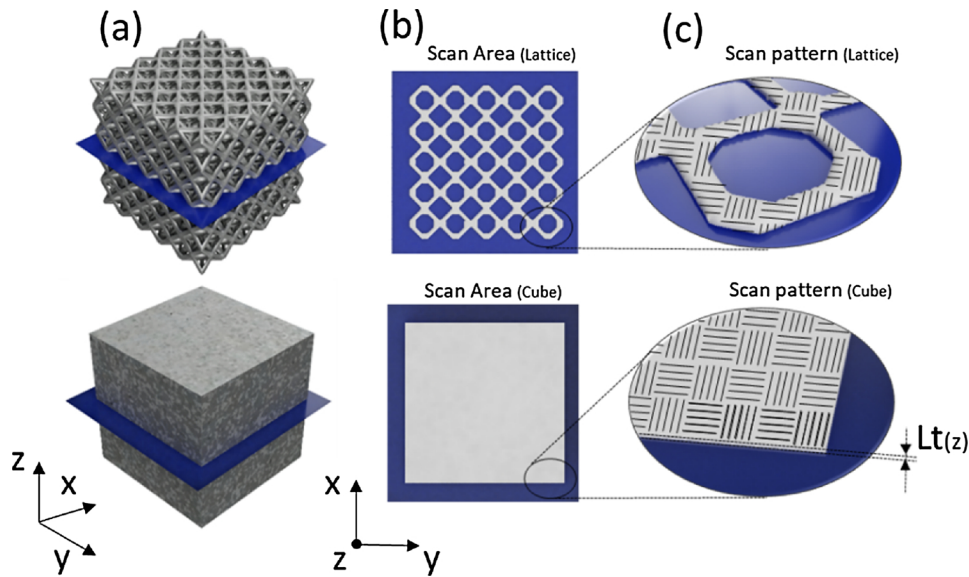 (a)
(b)
(c)
Scan Area (Lattice)
Scan pattern (Lattice)
Scan Area (Cube)
Scan pattern (Cube)
Lt(z)
z
x
y
x
z
y